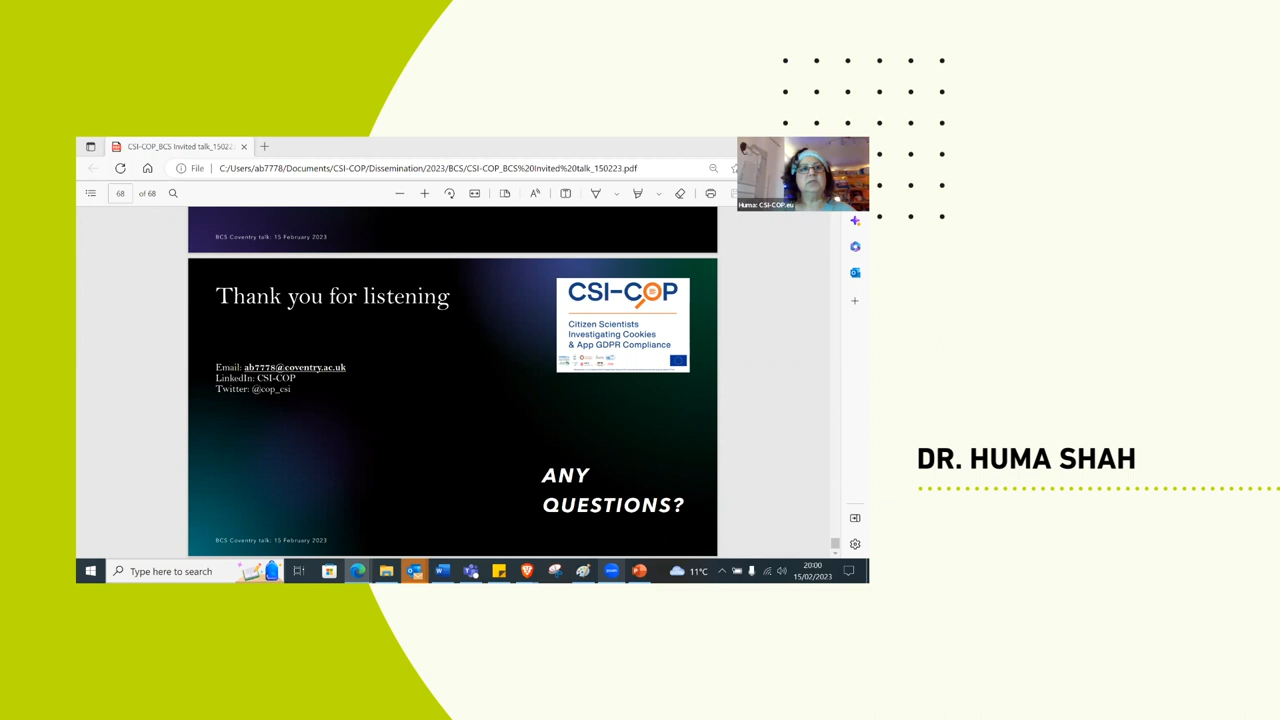 CSI-COP_BCS Invited talk_150223
File
C:/Users/ab7778/Documents/CSI-COP/Dissemination/2023/BCS/CSI-COP_BCS%20Invited%20talk_150223.pdf
68 of 68
Huma: CSI-COP.eu
BCS Coventry talk: 15 February 2023
Thank you for listening
CSI-COP
Citizen Scientists
Investigating Cookies
& App GDPR Compliance
Email: ab7778@coventry.ac.uk
LinkedIn: CSI-COP
Twitter: @cop_csi
ANY
QUESTIONS?
BCS Coventry talk: 15 February 2023
DR. HUMA SHAH
Type here to search
11°C
20:00
15/02/2023